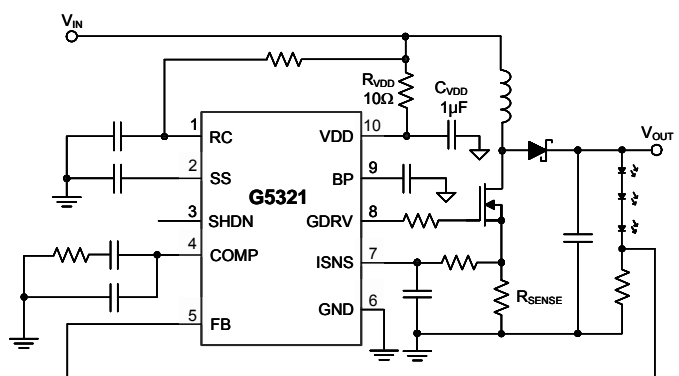 VIN
RVDD
10Ω
CVDD
1µF
VOUT
1
RC
10
VDD
2
SS
9
BP
G5321
3
SHDN
8
GDRV
4
COMP
7
ISNS
RSENSE
6
GND
5
FB